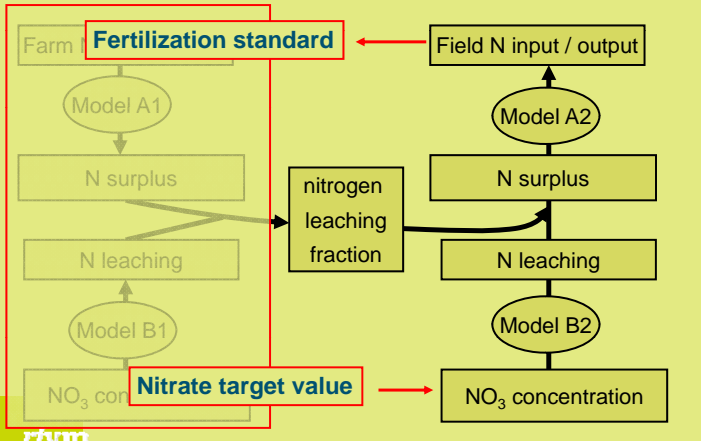 Farm N
Fertilization standard
Field N input / output
Model A1
Model A2
N surplus
N surplus
nitrogen
leaching
fraction
N leaching
N leaching
Model B1
Model B2
Nitrate target value
NO3 con
NO3 concentration
rivm